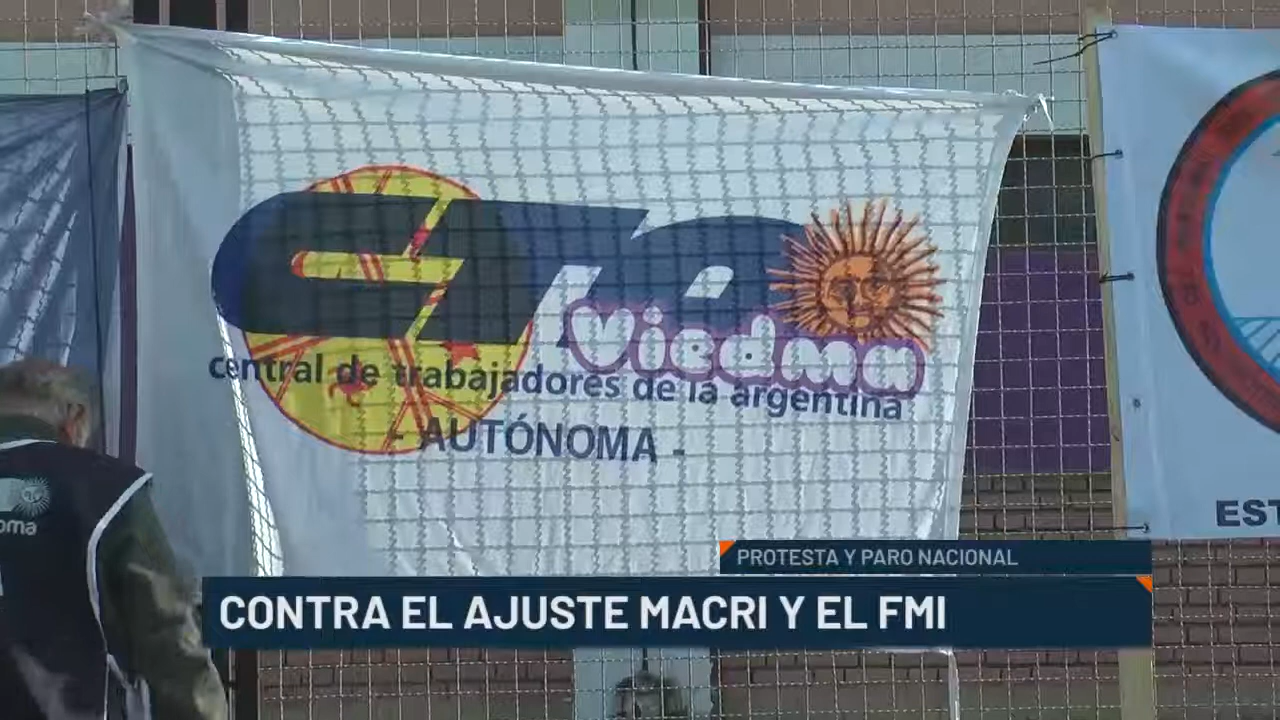 CTA
Viedma
central de trabajadores de la argentina
- AUTÓNOMA -
oma
EST
PROTESTA Y PARO NACIONAL
CONTRA EL AJUSTE MACRI Y EL FMI